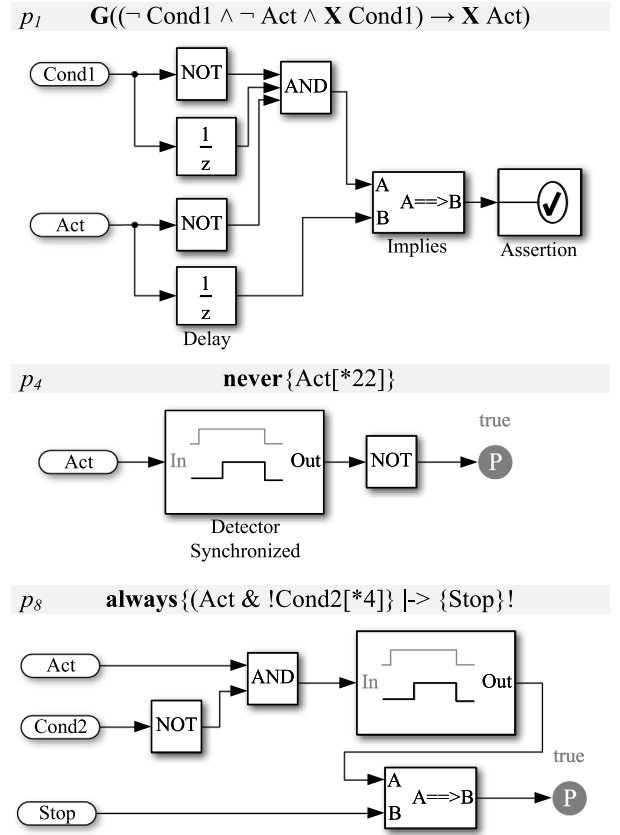 p1 G((¬ Cond1 ∧ ¬ Act ∧ X Cond1) → X Act)
Cond1
NOT
AND
1
z
A
A==>B
B
Act
NOT
Implies
Assertion
1
z
Delay
p4 never{Act[*22]}
true
Act
In
Out
NOT
P
Detector
Synchronized
p8 always{(Act & !Cond2[*4]} |-> {Stop}!
Act
AND
In
Out
Cond2
NOT
true
A
A==>B
B
P
Stop